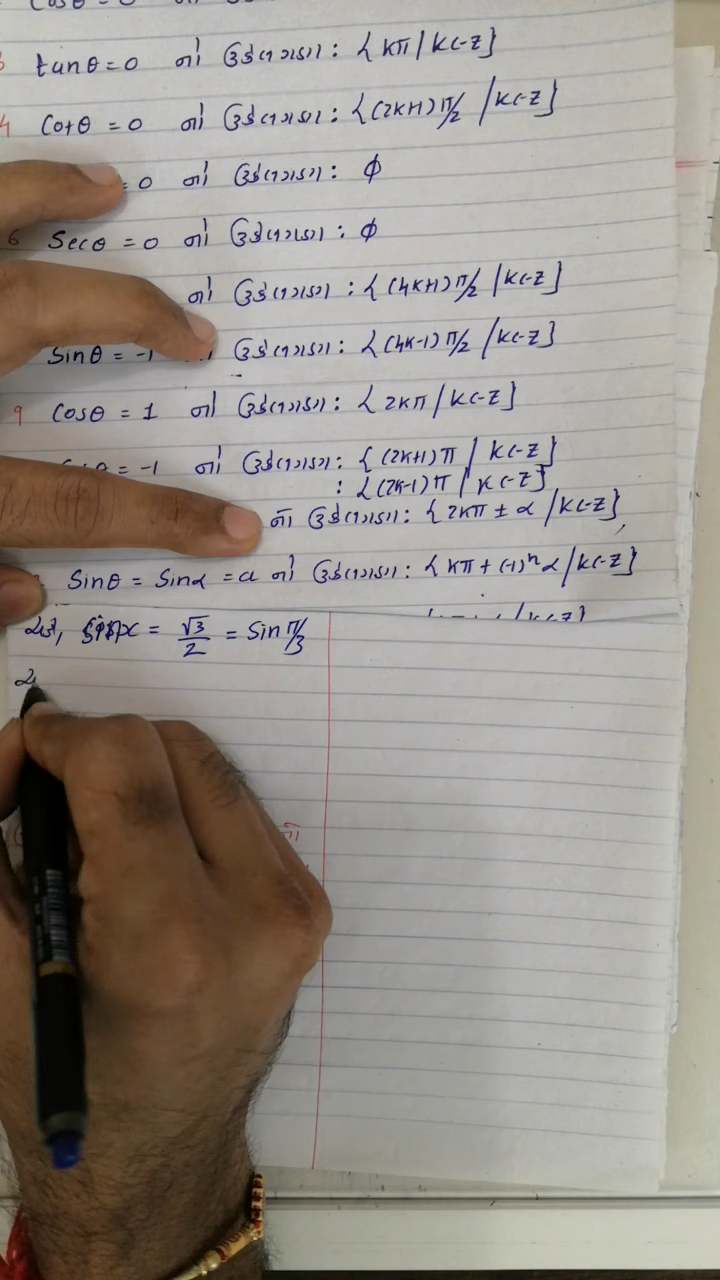 3 tanθ = 0 તો ઉકેલગણ : {kπ / k∈Z}
4 Cotθ = 0 તો ઉકેલગણ : {(2k+1)π/2 / k∈Z}
= 0 તો ઉકેલગણ : ϕ
6 Secθ = 0 તો ઉકેલગણ : ϕ
તો ઉકેલગણ : {(4k+1)π/2 / k∈Z}
Sinθ = -1 ઉકેલગણ : {(4k-1)π/2 / k∈Z}
9 Cosθ = 1 તો ઉકેલગણ : {2kπ / k∈Z}
θ = -1 તો ઉકેલગણ : {(2k+1)π / k∈Z}
: {(2k-1)π / k∈Z}
તો ઉકેલગણ : {2kπ ± α / k∈Z},
Sinθ = Sinα = a તો ઉકેલગણ : {kπ + (-1)ⁿα / k∈Z}
= √3/2 = Sin π/3